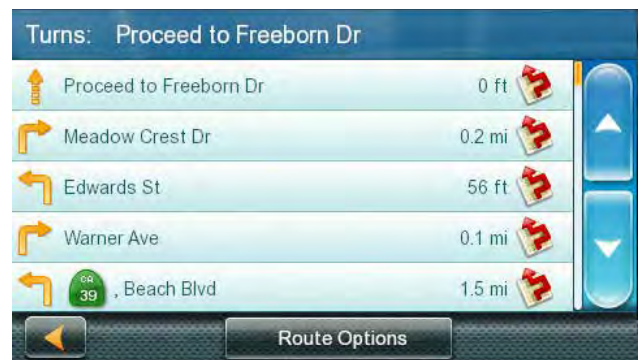 Turns: Proceed to Freeborn Dr
Proceed to Freeborn Dr 0 ft
Meadow Crest Dr 0.2 mi
Edwards St 56 ft
Warner Ave 0.1 mi
CA 39 , Beach Blvd 1.5 mi
Route Options